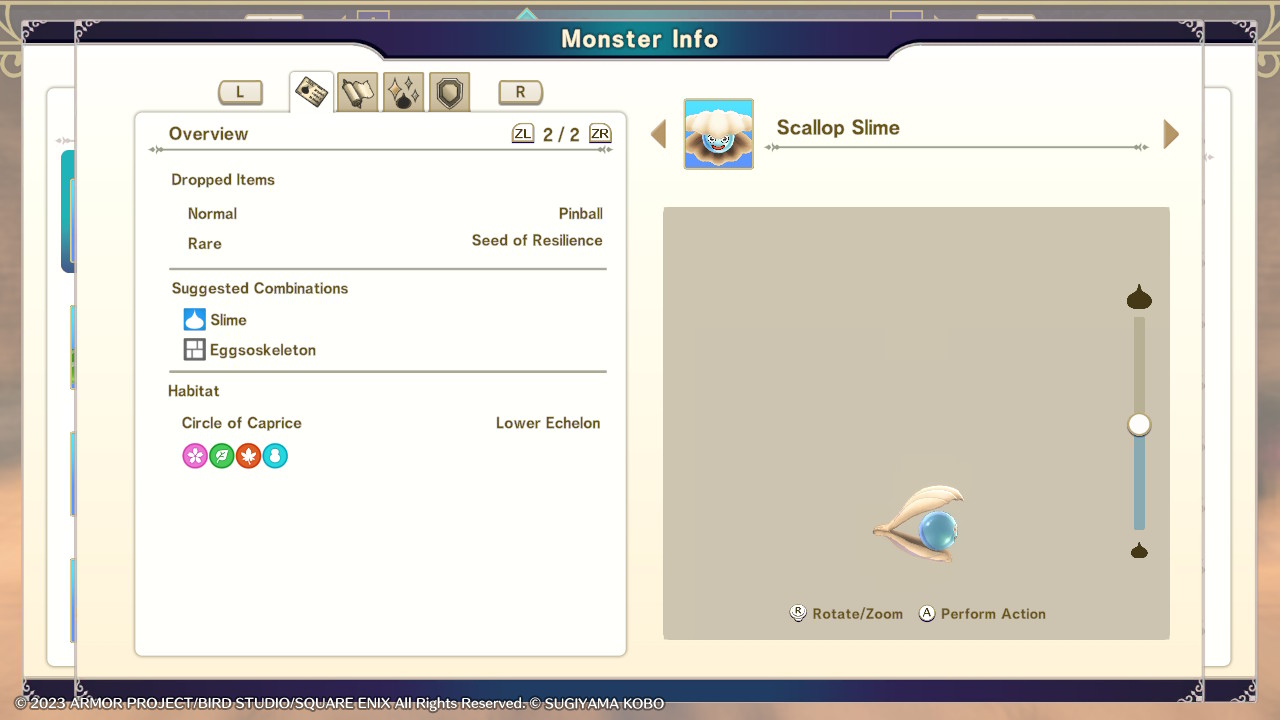 Monster Info
L
R
Overview
ZL 2 / 2 ZR
Scallop Slime
Dropped Items
Normal Pinball
Rare Seed of Resilience
Suggested Combinations
Slime
Eggsoskeleton
Habitat
Circle of Caprice Lower Echelon
R Rotate/Zoom A Perform Action
© 2023 ARMOR PROJECT/BIRD STUDIO/SQUARE ENIX All Rights Reserved. © SUGIYAMA KOBO